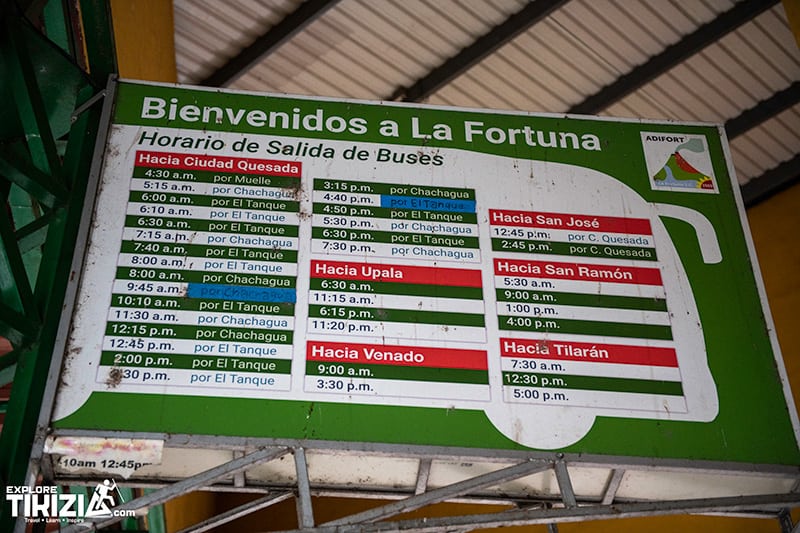 Bienvenidos a La Fortuna
Horario de Salida de Buses
ADIFORT
Hacia Ciudad Quesada
4:30 a.m. por Muelle
5:15 a.m. por Chachagua
6:00 a.m. por El Tanque
6:10 a.m. por El Tanque
6:30 a.m. por El Tanque
7:15 a.m. por Chachagua
7:40 a.m. por El Tanque
8:00 a.m. por El Tanque
8:00 a.m. por Chachagua
9:45 a.m. por Chachagua
10:10 a.m. por El Tanque
11:30 a.m. por Chachagua
12:15 p.m. por Chachagua
12:45 p.m. por El Tanque
2:00 p.m. por El Tanque
:30 p.m. por El Tanque
3:15 p.m. por Chachagua
4:40 p.m. por El Tanque
4:50 p.m. por El Tanque
5:30 p.m. por Chachagua
6:30 p.m. por El Tanque
7:30 p.m. por Chachagua
Hacia Upala
6:30 a.m.
11:15 a.m.
6:15 p.m.
11:20 p.m.
Hacia Venado
9:00 a.m.
3:30 p.m.
Hacia San José
12:45 p.m. por C. Quesada
2:45 p.m. por C. Quesada
Hacia San Ramón
5:30 a.m.
9:00 a.m.
1:00 p.m.
4:00 p.m.
Hacia Tilarán
7:30 a.m.
12:30 p.m.
5:00 p.m.
10am 12:45p
EXPLORE
TIKIZIA.com
Travel • Learn • Inspire